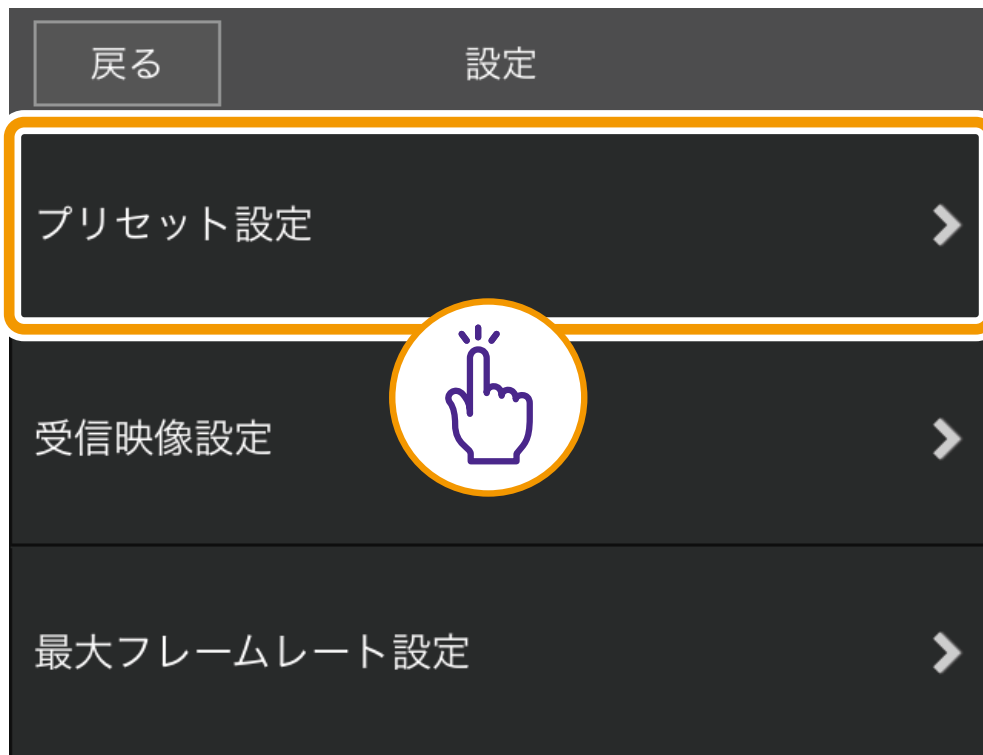 戻る
設定
プリセット設定
受信映像設定
最大フレームレート設定